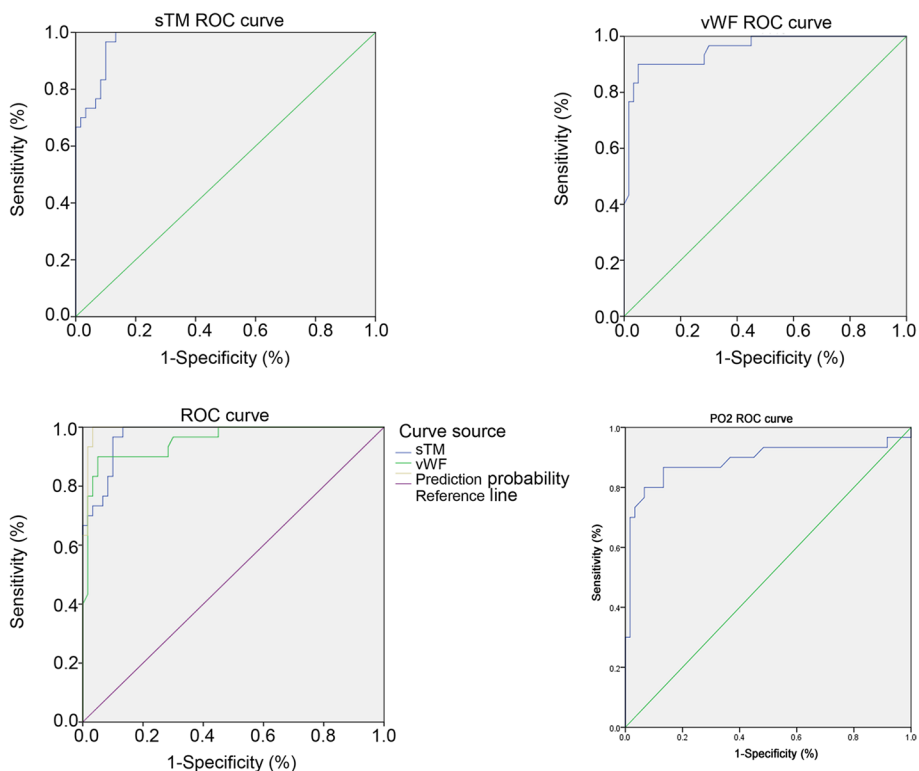 sTM ROC curve
1.0
0.8
0.6
0.4
0.2
0.0
Sensitivity (%)
0.0 0.2 0.4 0.6 0.8 1.0
1-Specificity (%)
vWF ROC curve
1.0
0.8
0.6
0.4
0.2
0.0
Sensitivity (%)
0.0 0.2 0.4 0.6 0.8 1.0
1-Specificity (%)
ROC curve
1.0
0.8
0.6
0.4
0.2
0.0
Sensitivity (%)
0.0 0.2 0.4 0.6 0.8 1.0
1-Specificity (%)
Curve source
sTM
vWF
Prediction probability
Reference line
PO2 ROC curve
1.0
0.8
0.6
0.4
0.2
0.0
Sensitivity (%)
0.0 0.2 0.4 0.6 0.8 1.0
1-Specificity (%)